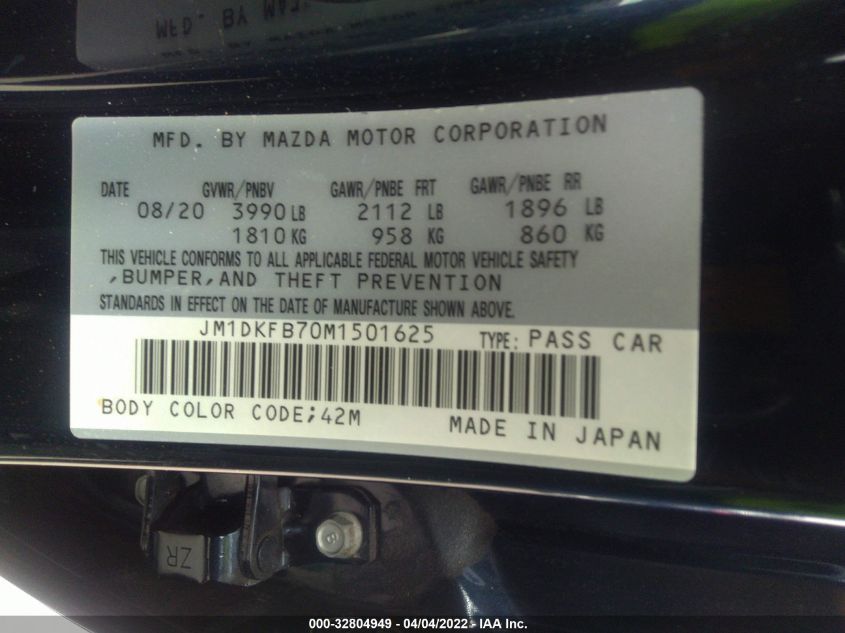 MFD. BY MAZDA MOTOR CORPORATION
DATE GVWR/PNBV GAWR/PNBE FRT GAWR/PNBE RR
08/20 3990 LB 2112 LB 1896 LB
1810 KG 958 KG 860 KG
THIS VEHICLE CONFORMS TO ALL APPLICABLE FEDERAL MOTOR VEHICLE SAFETY
,BUMPER,AND THEFT PREVENTION
STANDARDS IN EFFECT ON THE DATE OF MANUFACTURE SHOWN ABOVE.
JM1DKFB70M1501625 TYPE: PASS CAR
BODY COLOR CODE;42M
MADE IN JAPAN
ZR
8
000-32804949 - 04/04/2022 - IAA Inc.